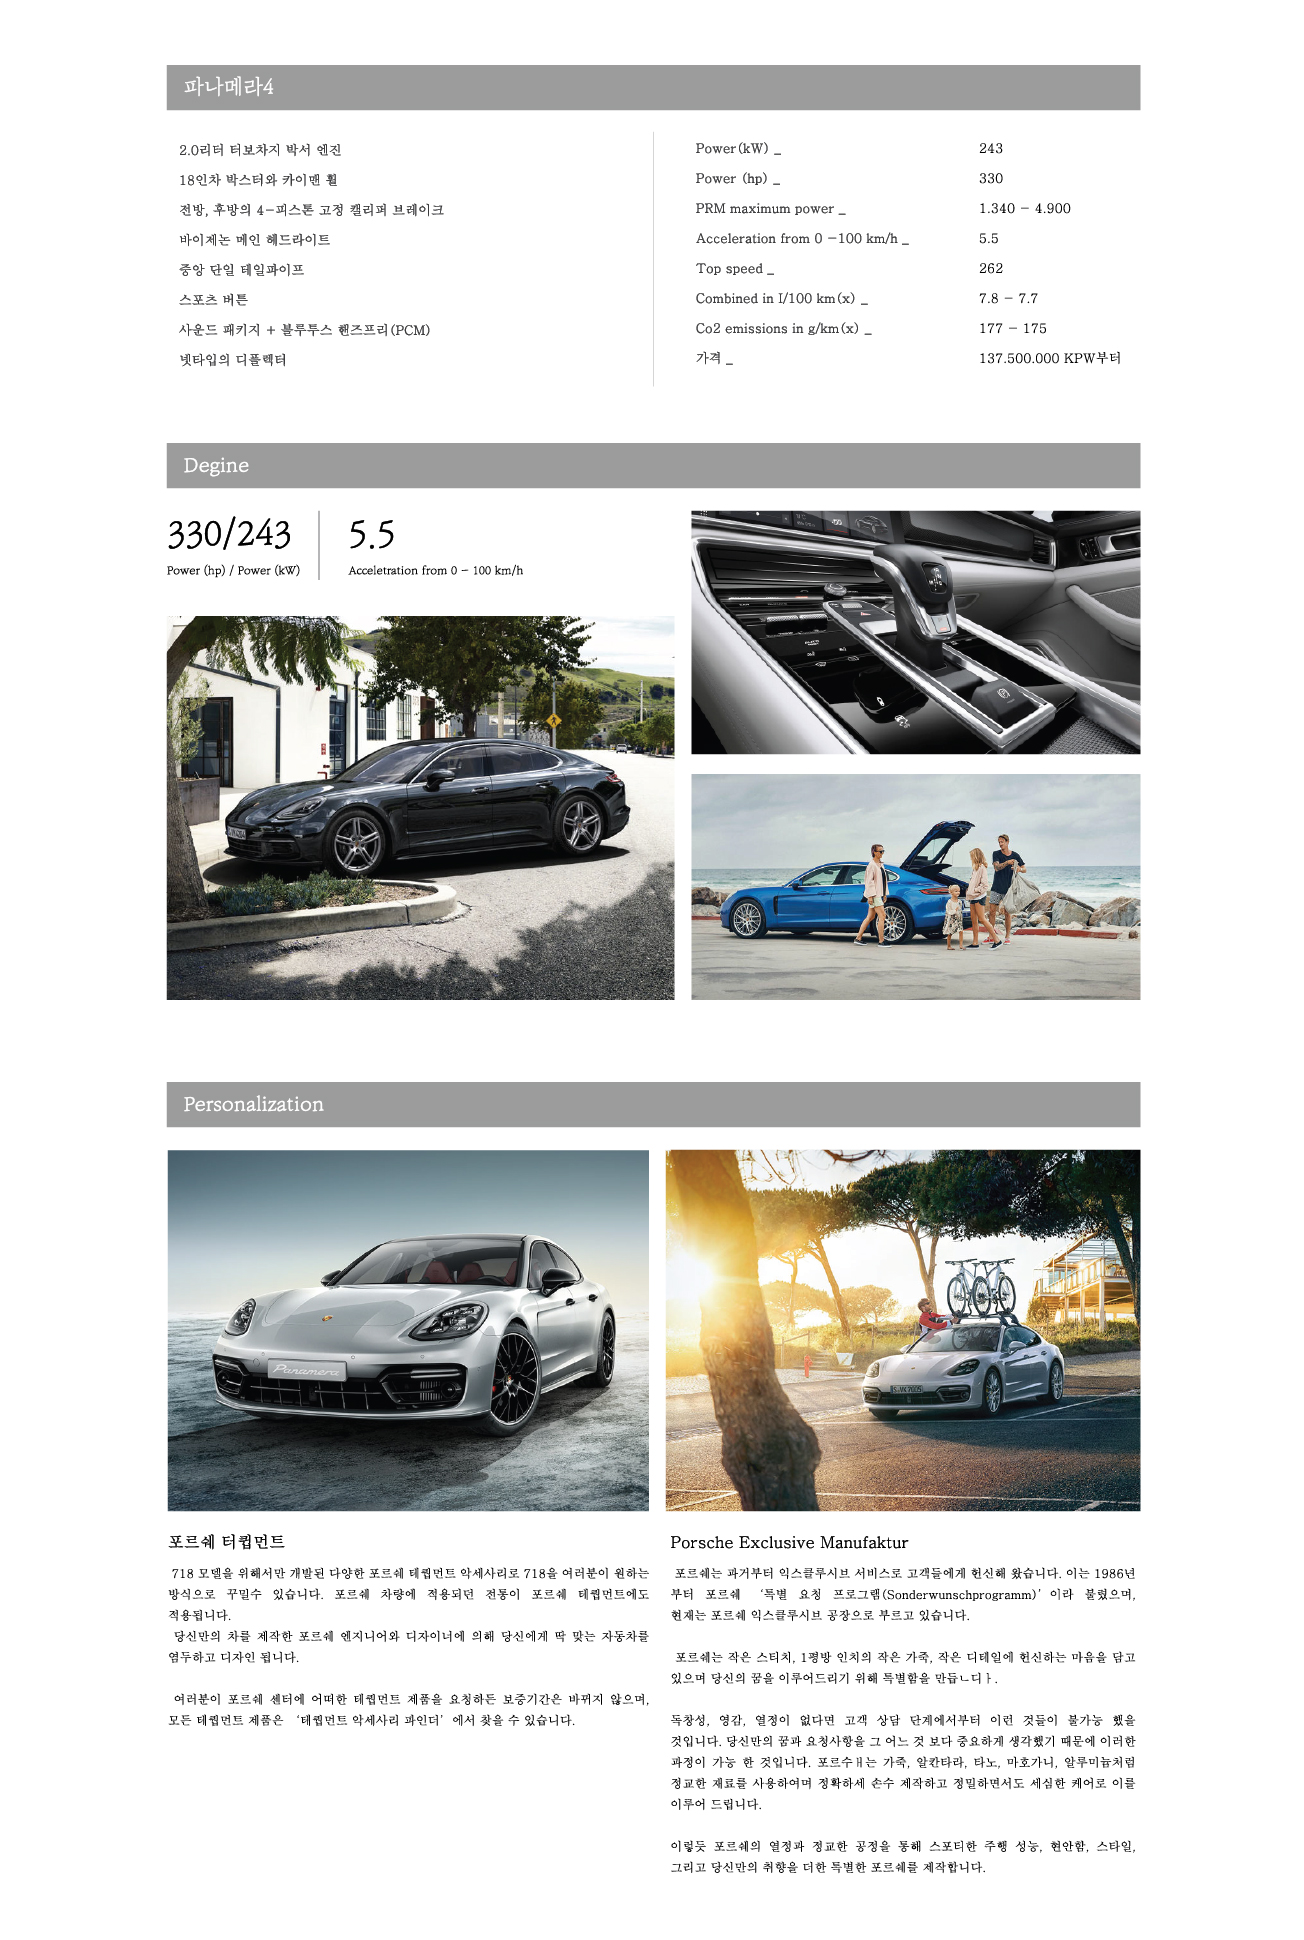 파나메라4
2.0리터 터보차지 박서 엔진
18인차 박스터와 카이맨 휠
전방, 후방의 4-피스톤 고정 캘리퍼 브레이크
바이제논 메인 헤드라이트
중앙 단일 테일파이프
스포츠 버튼
사운드 패키지 + 블루투스 핸즈프리(PCM)
넷타입의 디플렉터
Power(kW) _ 243
Power (hp) _ 330
PRM maximum power _ 1.340 - 4.900
Acceleration from 0 -100 km/h _ 5.5
Top speed _ 262
Combined in I/100 km(x) _ 7.8 - 7.7
Co2 emissions in g/km(x) _ 177 - 175
가격 _ 137.500.000 KPW부터
Degine
330/243
Power (hp) / Power (kW)
5.5
Acceletration from 0 - 100 km/h
Personalization
Panamera
포르쉐 터큅먼트
718 모델을 위해서만 개발된 다양한 포르쉐 테큅먼트 악세사리로 718을 여러분이 원하는
방식으로 꾸밀수 있습니다. 포르쉐 차량에 적용되던 전통이 포르쉐 테큅먼트에도
적용됩니다.
당신만의 차를 제작한 포르쉐 엔지니어와 디자이너에 의해 당신에게 딱 맞는 자동차를
염두하고 디자인 됩니다.
여러분이 포르쉐 센터에 어떠한 테큅먼트 제품을 요청하든 보증기간은 바뀌지 않으며,
모든 테큅먼트 제품은 ‘테큅먼트 악세사리 파인더’에서 찾을 수 있습니다.
Porsche Exclusive Manufaktur
포르쉐는 과거부터 익스클루시브 서비스로 고객들에게 헌신해 왔습니다. 이는 1986년
부터 포르쉐 ‘특별 요청 프로그램(Sonderwunschprogramm)’이라 불렸으며,
현재는 포르쉐 익스클루시브 공장으로 부르고 있습니다.
포르쉐는 작은 스티치, 1평방 인치의 작은 가죽, 작은 디테일에 헌신하는 마음을 담고
있으며 당신의 꿈을 이루어드리기 위해 특별함을 만듭ㄴ디ㅏ.
독창성, 영감, 열정이 없다면 고객 상담 단계에서부터 이런 것들이 불가능 했을
것입니다. 당신만의 꿈과 요청사항을 그 어느 것 보다 중요하게 생각했기 때문에 이러한
과정이 가능 한 것입니다. 포르수ㅐ는 가죽, 알칸타라, 타노, 마호가니, 알루미늄처럼
정교한 재료를 사용하여며 정확하세 손수 제작하고 정밀하면서도 세심한 케어로 이를
이루어 드립니다.
이렇듯 포르쉐의 열정과 정교한 공정을 통해 스포티한 주행 성능, 현안함, 스타일,
그리고 당신만의 취향을 더한 특별한 포르쉐를 제작합니다.